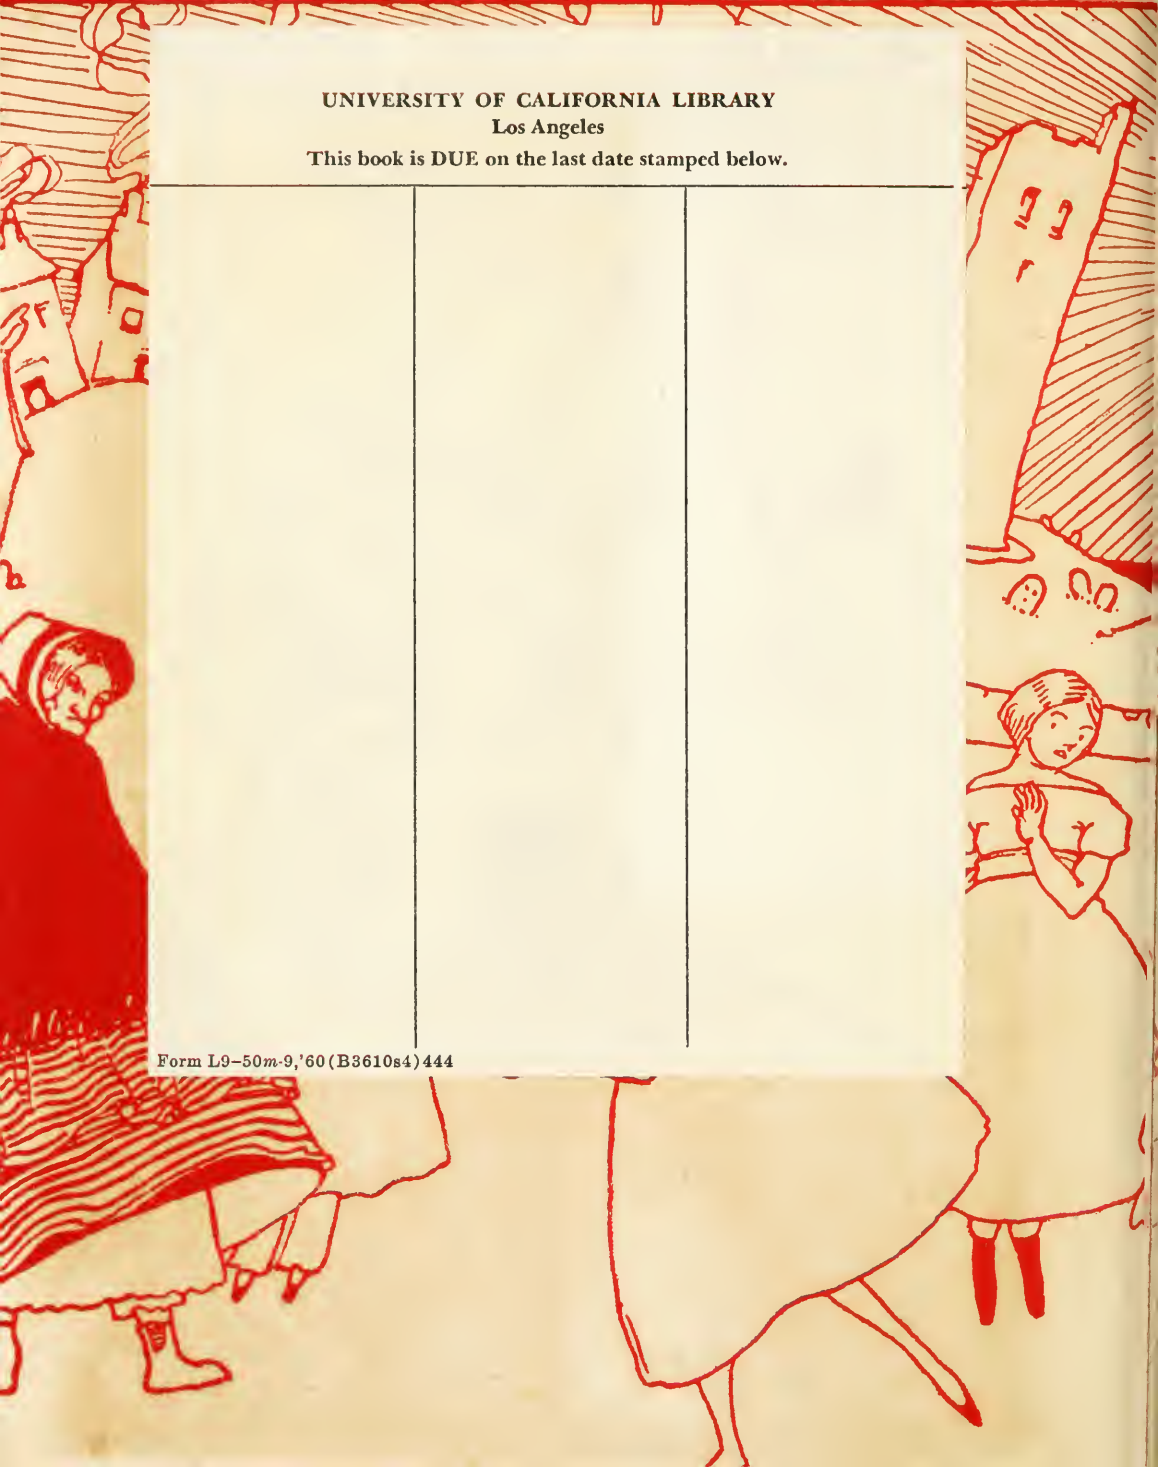 UNIVERSITY OF CALIFORNIA LIBRARY
Los Angeles
This book is DUE on the last date stamped below.
Form L9–50m-9,'60(B3610s4)444